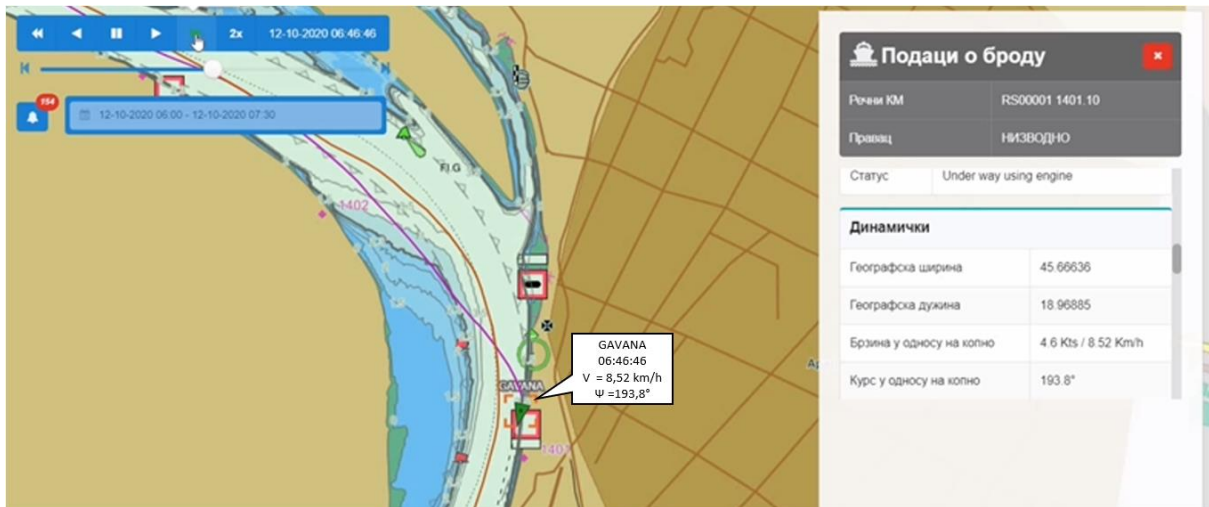 2x 12-10-2020 06:46:46
154
12-10-2020 06:00 - 12-10-2020 07:30
Fl.G
1402
GAVANA
06:46:46
V = 8,52 km/h
Ψ =193,8°
GAVANA
1401
Подаци о броду
Речни КМ RS00001 1401.10
Правац НИЗВОДНО
Статус Under way using engine
Динамички
Географска ширина 45.66636
Географска дужина 18.96885
Брзина у односу на копно 4.6 Kts / 8.52 Km/h
Курс у односу на копно 193.8°